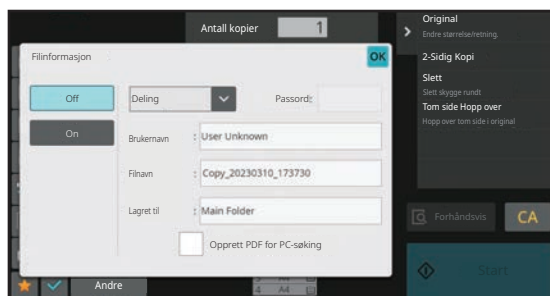 Antall kopier 1
Filinformasjon
OK
Off
On
Deling
Passord:
Brukernavn : User Unknown
Filnavn : Copy_20230310_173730
Lagret til : Main Folder
Opprett PDF for PC-søking
Andre
4 A4
Original
Endre størrelse/retning.
2-Sidig Kopi
Slett
Slett skygge rundt
Tom side Hopp over
Hopp over tom side i original
Forhåndsvis
CA
Start